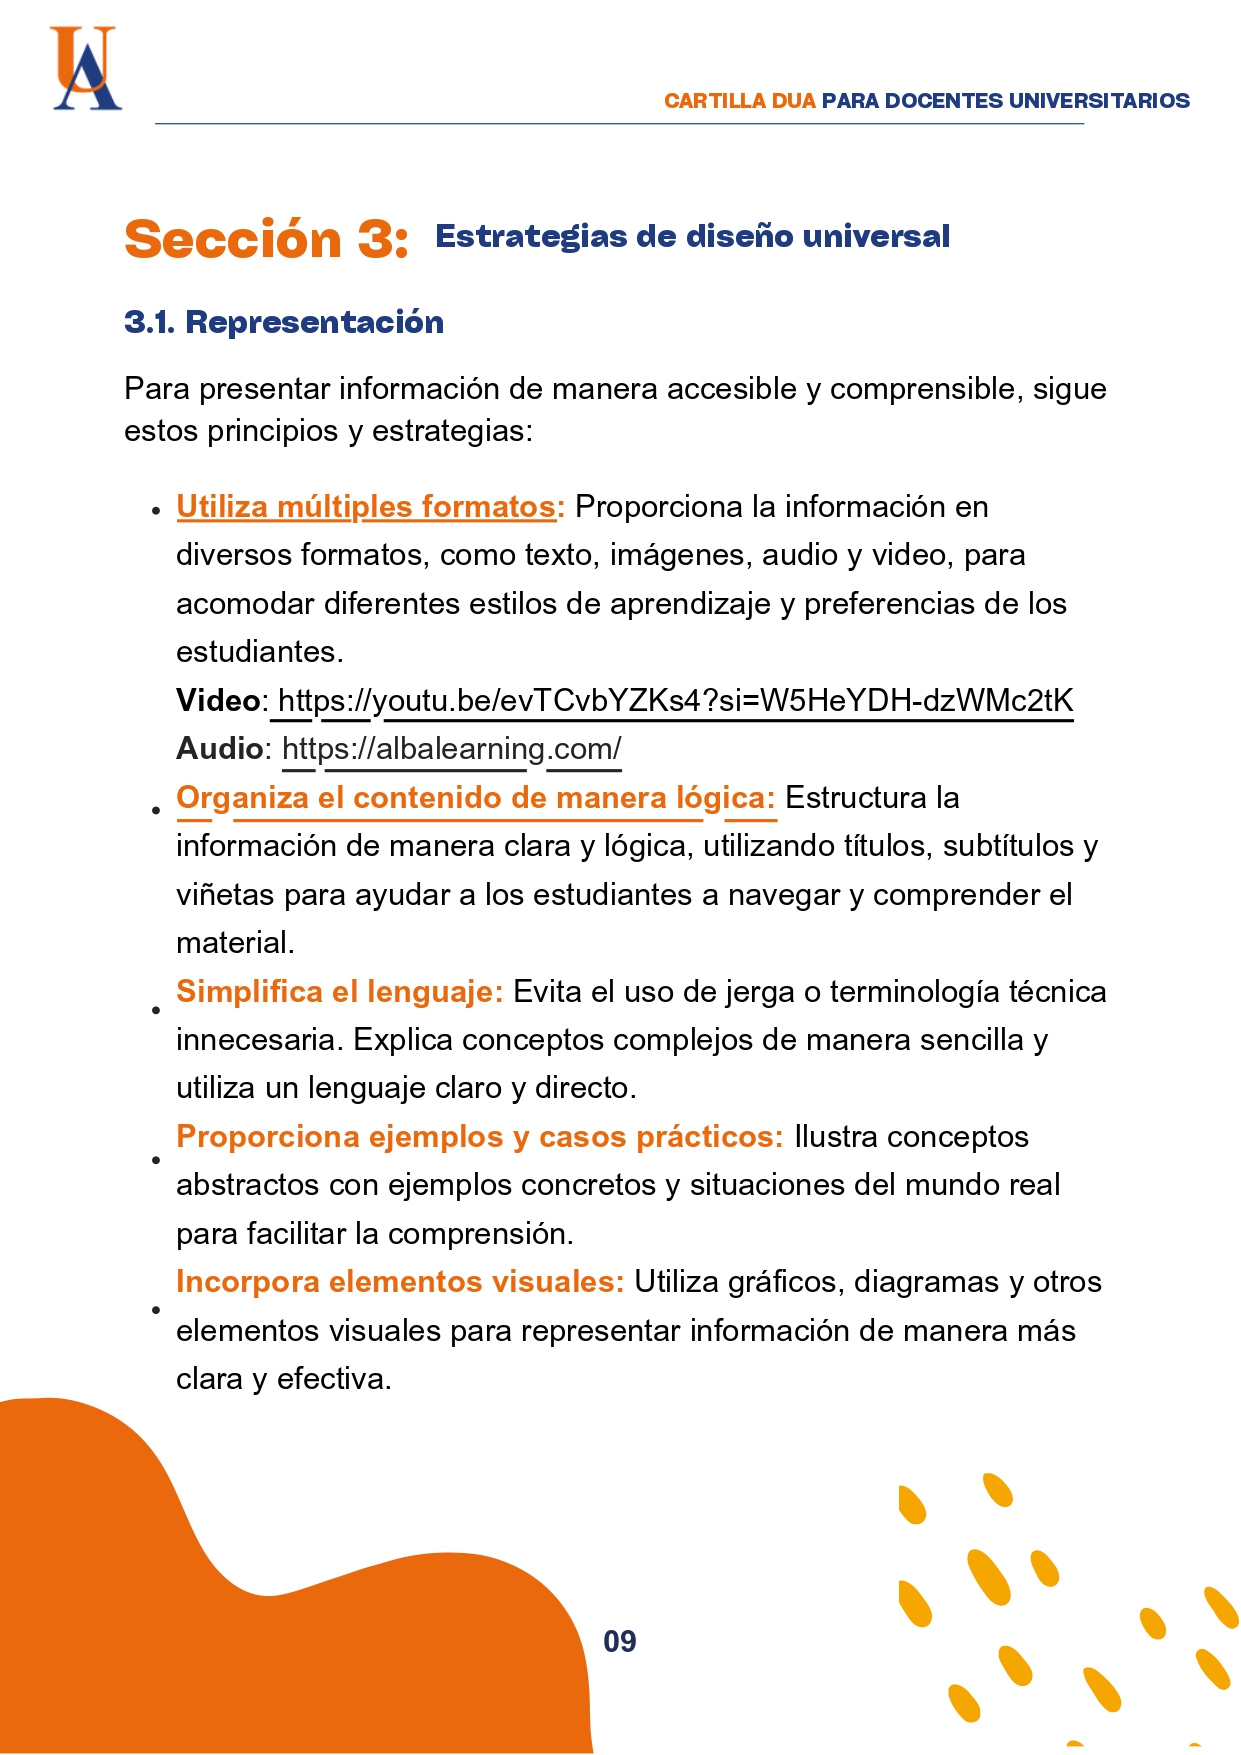 UA
CARTILLA DUA PARA DOCENTES UNIVERSITARIOS
Sección 3: Estrategias de diseño universal
3.1. Representación
Para presentar información de manera accesible y comprensible, sigue
estos principios y estrategias:
• Utiliza múltiples formatos: Proporciona la información en
diversos formatos, como texto, imágenes, audio y video, para
acomodar diferentes estilos de aprendizaje y preferencias de los
estudiantes.
Video: https://youtu.be/evTCvbYZKs4?si=W5HeYDH-dzWMc2tK
Audio: https://albalearning.com/
• Organiza el contenido de manera lógica: Estructura la
información de manera clara y lógica, utilizando títulos, subtítulos y
viñetas para ayudar a los estudiantes a navegar y comprender el
material.
• Simplifica el lenguaje: Evita el uso de jerga o terminología técnica
innecesaria. Explica conceptos complejos de manera sencilla y
utiliza un lenguaje claro y directo.
• Proporciona ejemplos y casos prácticos: Ilustra conceptos
abstractos con ejemplos concretos y situaciones del mundo real
para facilitar la comprensión.
• Incorpora elementos visuales: Utiliza gráficos, diagramas y otros
elementos visuales para representar información de manera más
clara y efectiva.
09